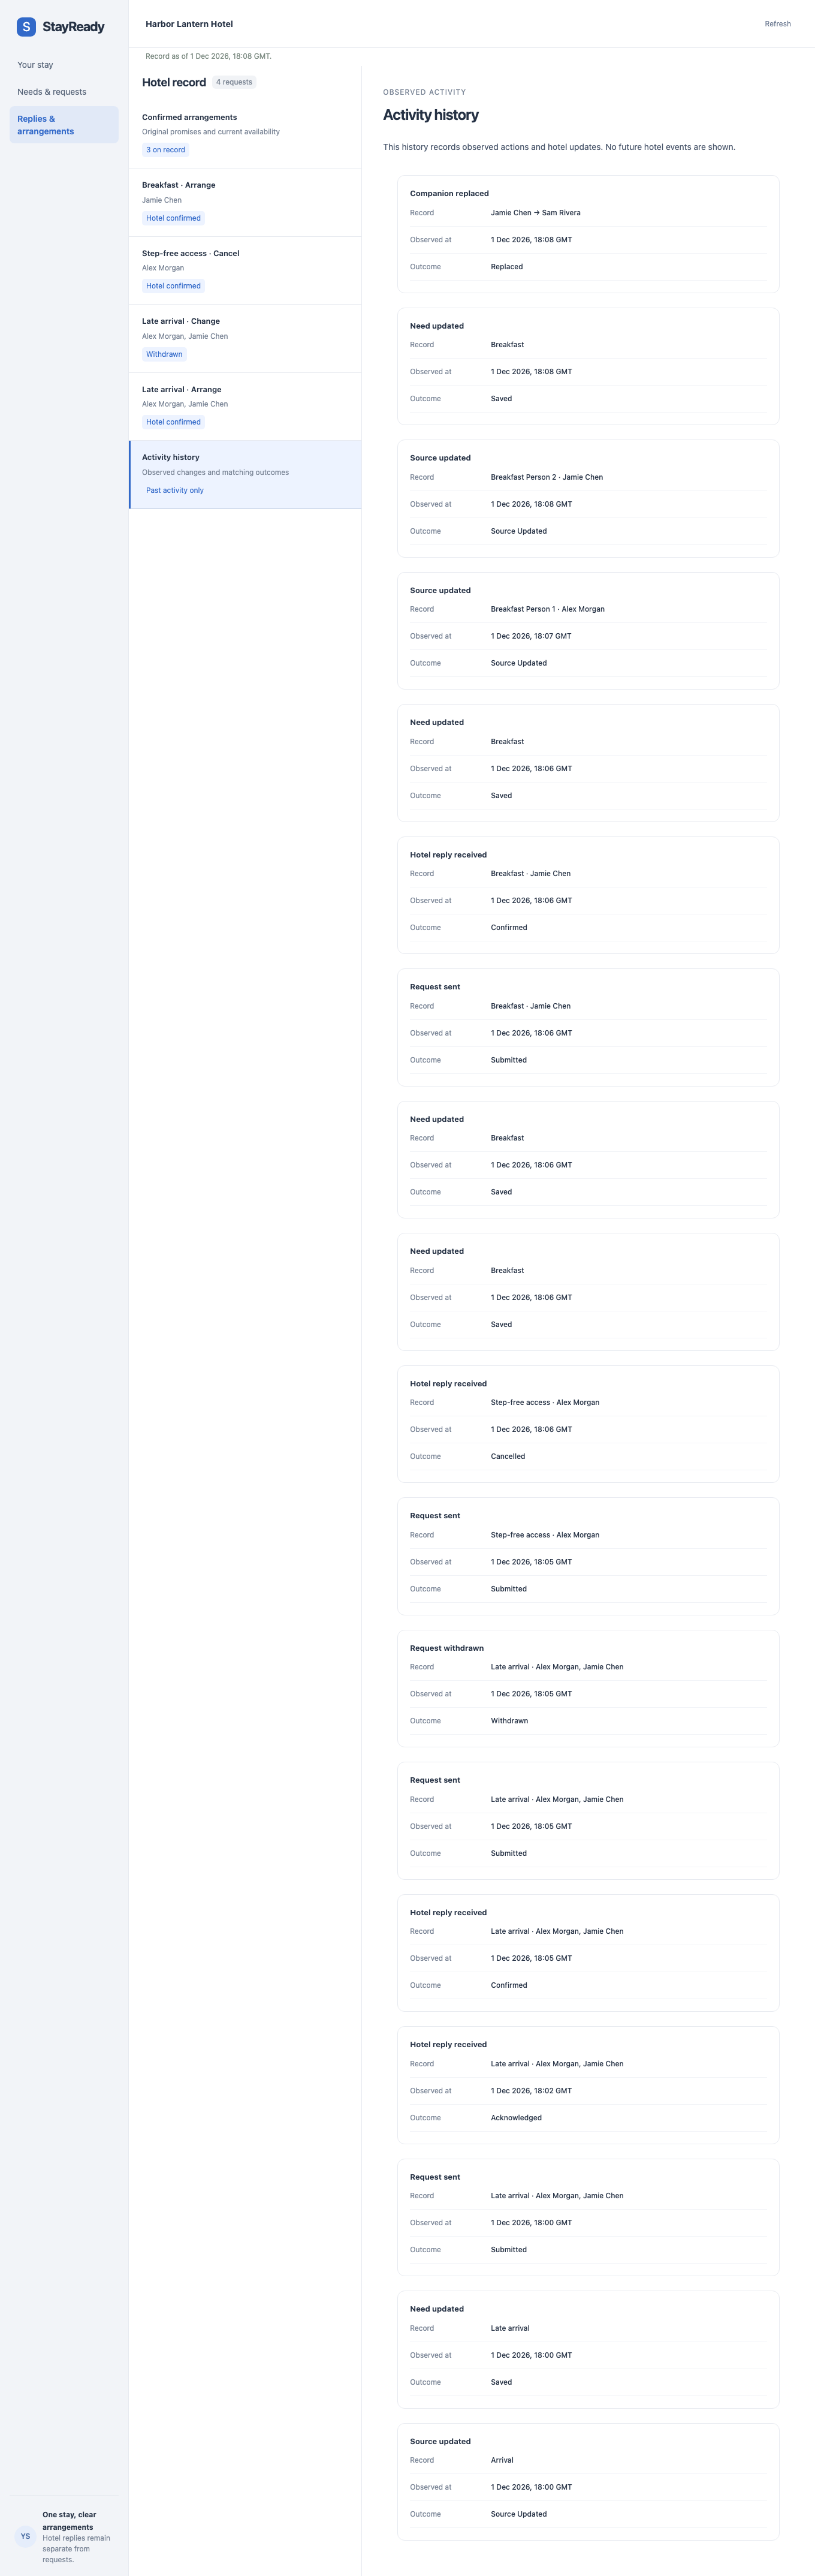 S StayReady
Your stay
Needs & requests
Replies &
arrangements
YS
One stay, clear
arrangements
Hotel replies remain
separate from
requests.
Harbor Lantern Hotel
Refresh
Record as of 1 Dec 2026, 18:08 GMT.
Hotel record 4 requests
Confirmed arrangements
Original promises and current availability
3 on record
Breakfast · Arrange
Jamie Chen
Hotel confirmed
Step-free access · Cancel
Alex Morgan
Hotel confirmed
Late arrival · Change
Alex Morgan, Jamie Chen
Withdrawn
Late arrival · Arrange
Alex Morgan, Jamie Chen
Hotel confirmed
Activity history
Observed changes and matching outcomes
Past activity only
OBSERVED ACTIVITY
Activity history
This history records observed actions and hotel updates. No future hotel events are shown.
Companion replaced
Record Jamie Chen → Sam Rivera
Observed at 1 Dec 2026, 18:08 GMT
Outcome Replaced
Need updated
Record Breakfast
Observed at 1 Dec 2026, 18:08 GMT
Outcome Saved
Source updated
Record Breakfast Person 2 · Jamie Chen
Observed at 1 Dec 2026, 18:08 GMT
Outcome Source Updated
Source updated
Record Breakfast Person 1 · Alex Morgan
Observed at 1 Dec 2026, 18:07 GMT
Outcome Source Updated
Need updated
Record Breakfast
Observed at 1 Dec 2026, 18:06 GMT
Outcome Saved
Hotel reply received
Record Breakfast · Jamie Chen
Observed at 1 Dec 2026, 18:06 GMT
Outcome Confirmed
Request sent
Record Breakfast · Jamie Chen
Observed at 1 Dec 2026, 18:06 GMT
Outcome Submitted
Need updated
Record Breakfast
Observed at 1 Dec 2026, 18:06 GMT
Outcome Saved
Need updated
Record Breakfast
Observed at 1 Dec 2026, 18:06 GMT
Outcome Saved
Hotel reply received
Record Step-free access · Alex Morgan
Observed at 1 Dec 2026, 18:06 GMT
Outcome Cancelled
Request sent
Record Step-free access · Alex Morgan
Observed at 1 Dec 2026, 18:05 GMT
Outcome Submitted
Request withdrawn
Record Late arrival · Alex Morgan, Jamie Chen
Observed at 1 Dec 2026, 18:05 GMT
Outcome Withdrawn
Request sent
Record Late arrival · Alex Morgan, Jamie Chen
Observed at 1 Dec 2026, 18:05 GMT
Outcome Submitted
Hotel reply received
Record Late arrival · Alex Morgan, Jamie Chen
Observed at 1 Dec 2026, 18:05 GMT
Outcome Confirmed
Hotel reply received
Record Late arrival · Alex Morgan, Jamie Chen
Observed at 1 Dec 2026, 18:02 GMT
Outcome Acknowledged
Request sent
Record Late arrival · Alex Morgan, Jamie Chen
Observed at 1 Dec 2026, 18:00 GMT
Outcome Submitted
Need updated
Record Late arrival
Observed at 1 Dec 2026, 18:00 GMT
Outcome Saved
Source updated
Record Arrival
Observed at 1 Dec 2026, 18:00 GMT
Outcome Source Updated